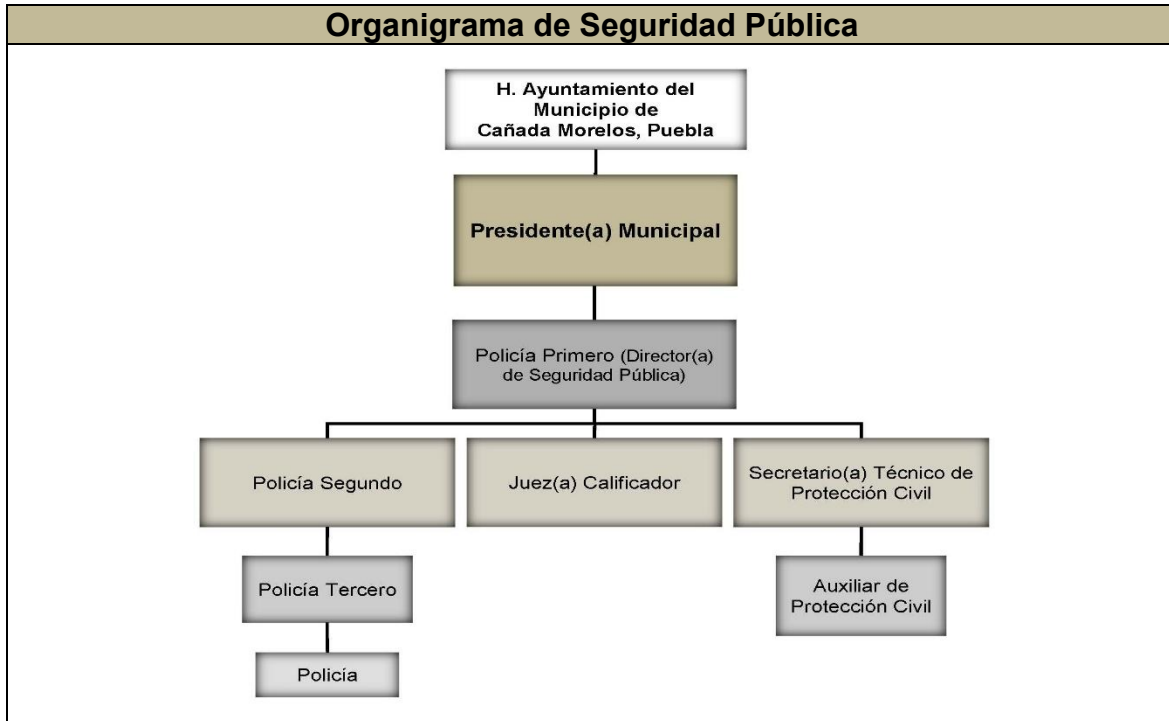 Organigrama de Seguridad Pública
H. Ayuntamiento del
Municipio de
Cañada Morelos, Puebla
Presidente(a) Municipal
Policía Primero (Director(a)
de Seguridad Pública)
Policía Segundo
Juez(a) Calificador
Secretario(a) Técnico de
Protección Civil
Policía Tercero
Auxiliar de
Protección Civil
Policía